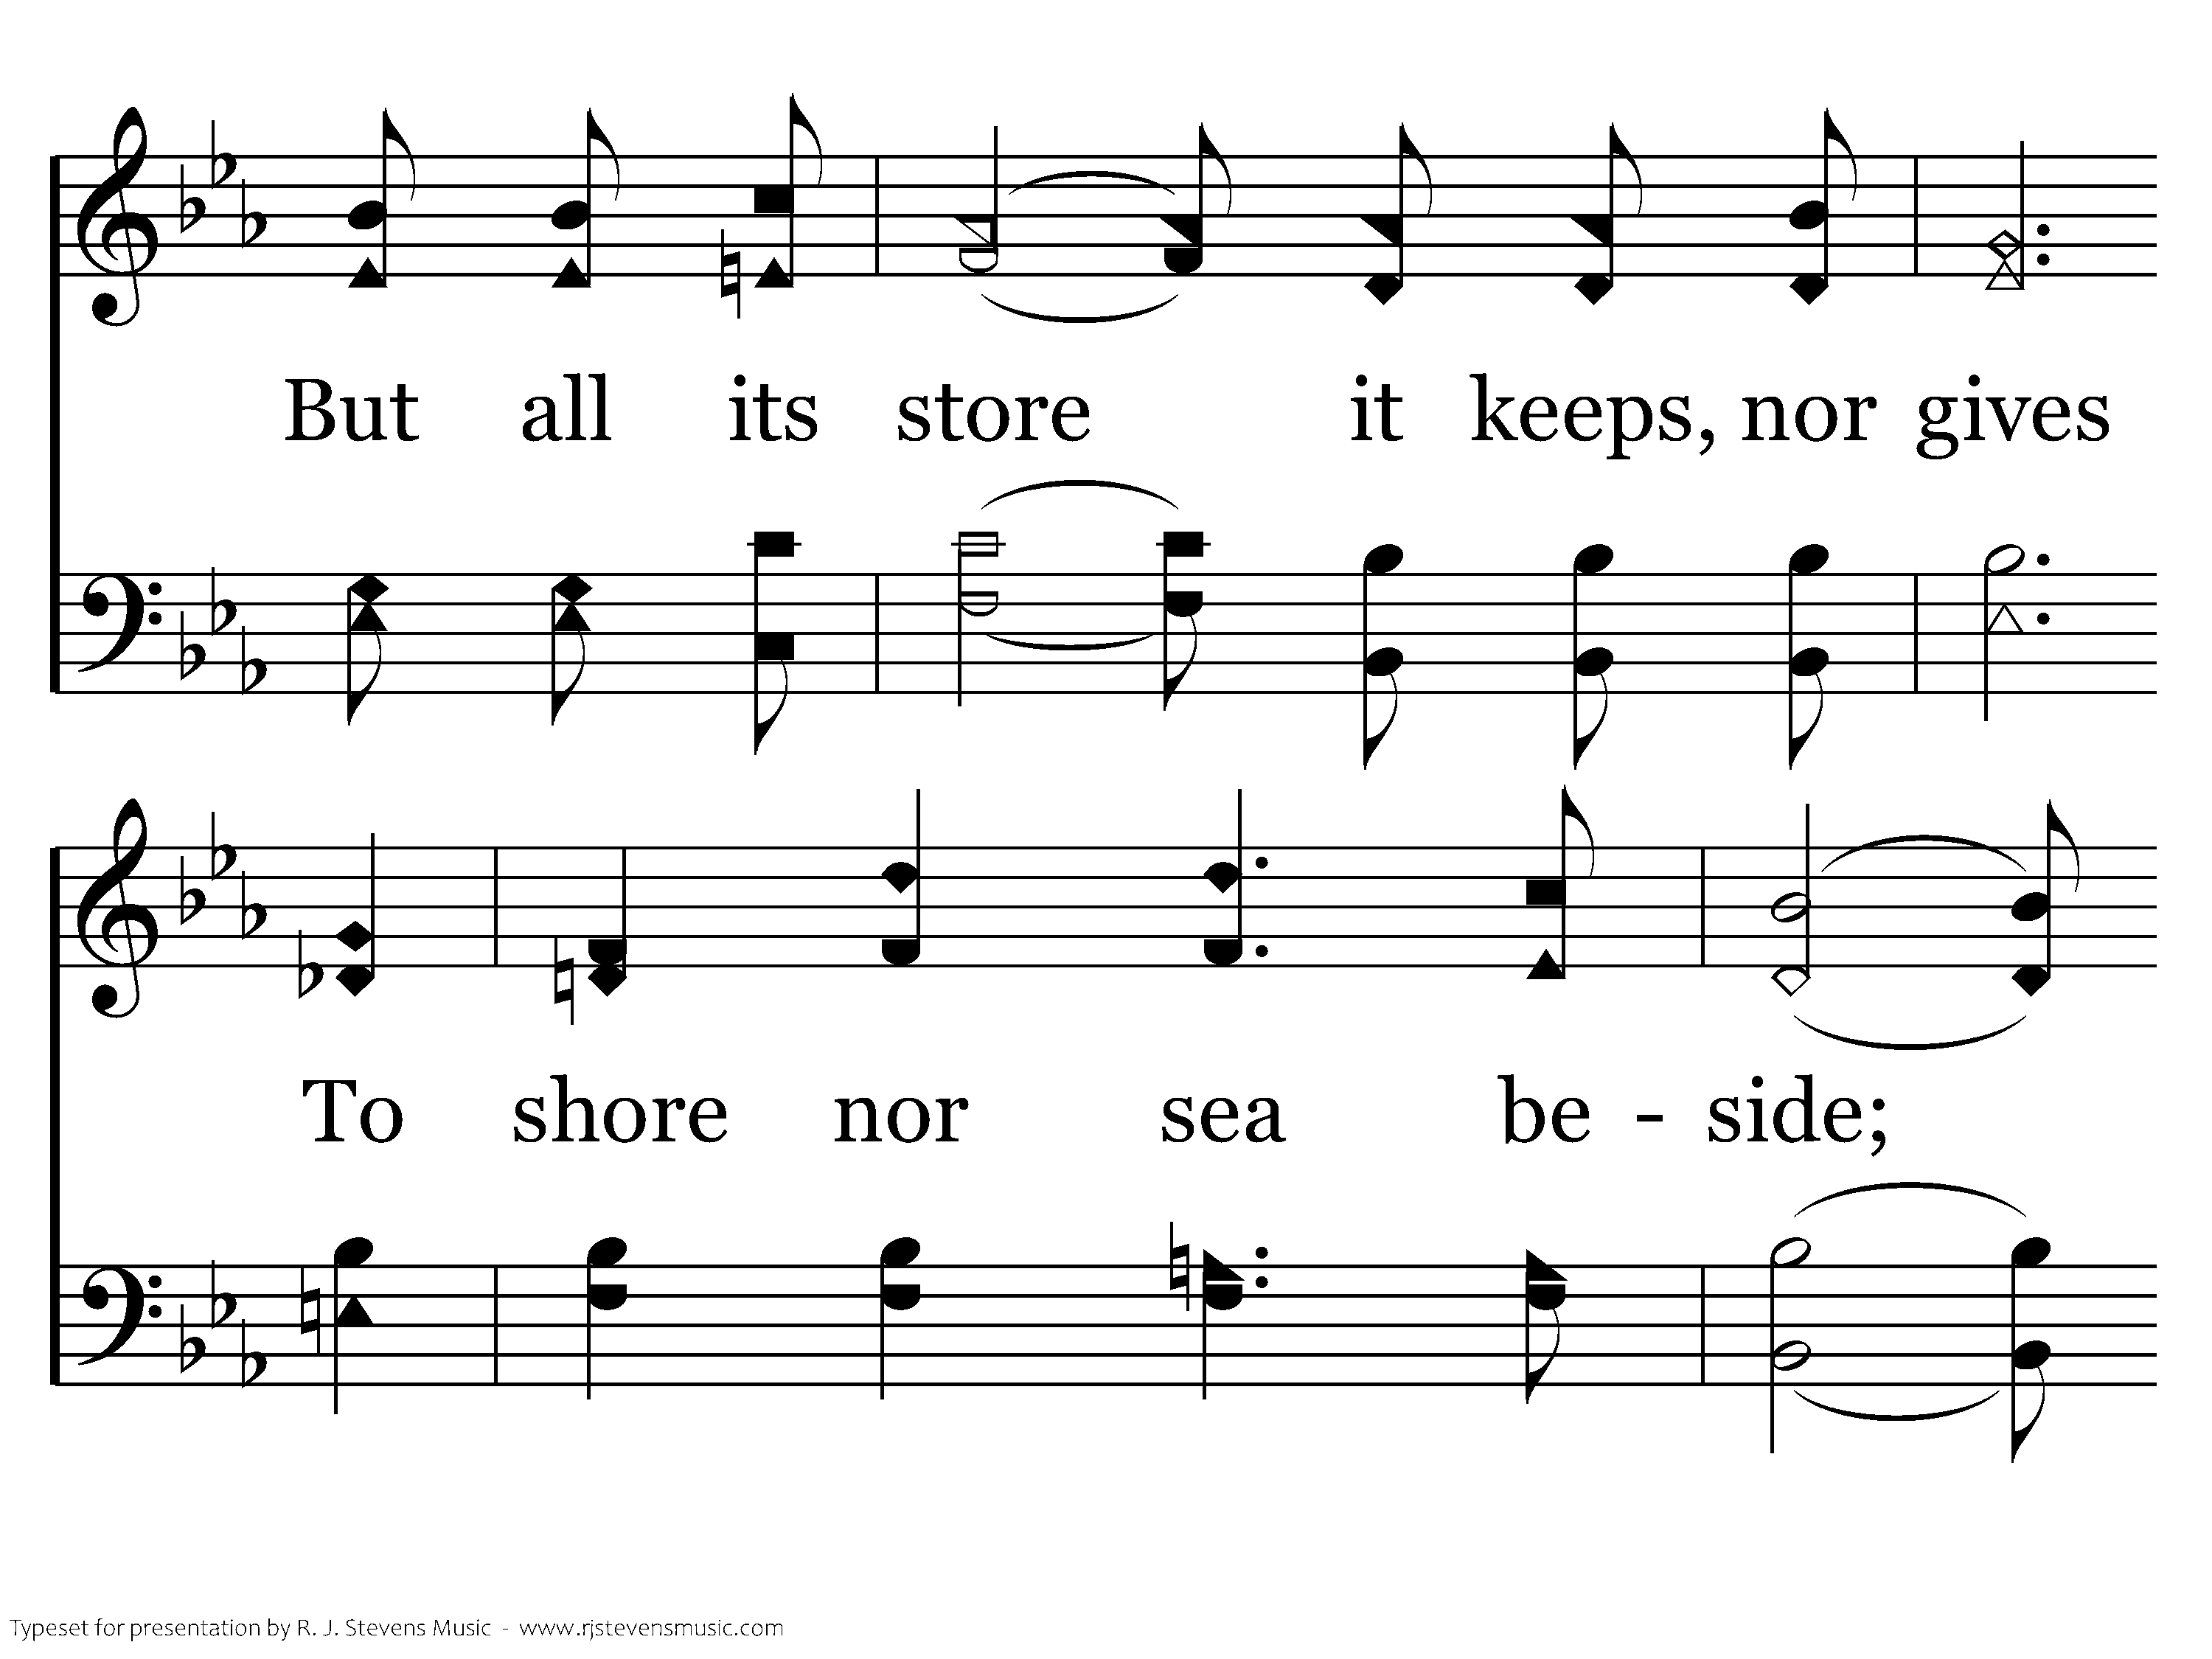 But all its store it keeps, nor gives
To shore nor sea be - side;
Typeset for presentation by R. J. Stevens Music - www.rjstevensmusic.com